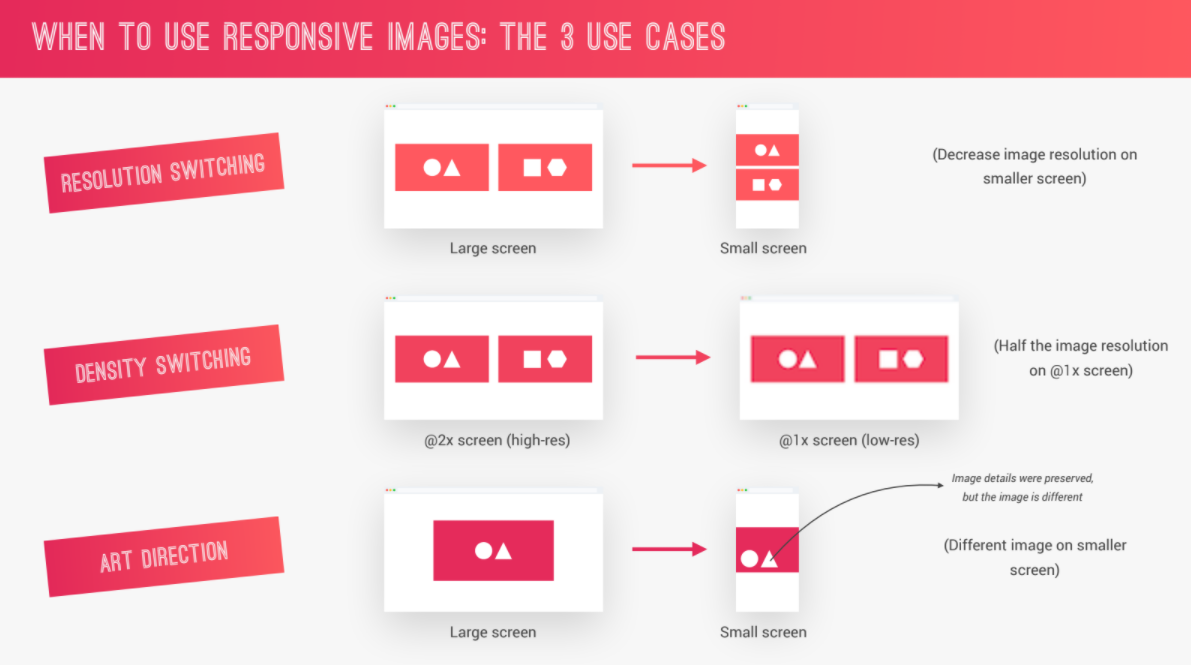 WHEN TO USE RESPONSIVE IMAGES: THE 3 USE CASES
RESOLUTION SWITCHING
Large screen
Small screen
(Decrease image resolution on
smaller screen)
DENSITY SWITCHING
@2x screen (high-res)
@1x screen (low-res)
(Half the image resolution
on @1x screen)
ART DIRECTION
Large screen
Small screen
Image details were preserved,
but the image is different
(Different image on smaller
screen)